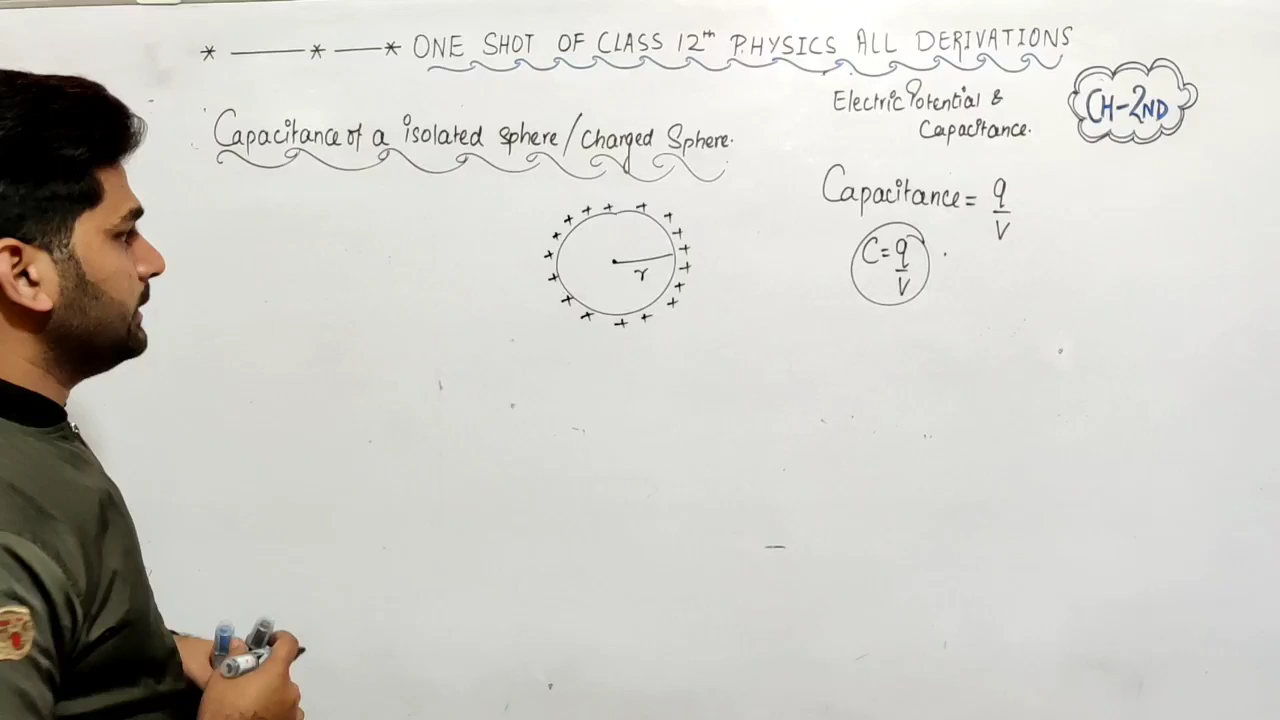 * ——— * —— * ONE SHOT OF CLASS 12th PHYSICS ALL DERIVATIONS
Electric Potential &
Capacitance.
CH-2ND
Capacitance of a isolated sphere / Charged Sphere.
Capacitance = q/V
C = q/V
+ + + + + + + + + + + + + + + + + + +
r